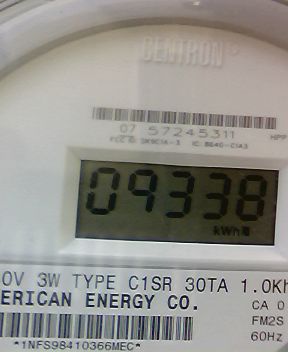 CENTRON®
07 57245311
HPP
09338
kWh
0V 3W TYPE C1SR 30TA 1.0Kh
ERICAN ENERGY CO.
CA 0
FM2S
60Hz
*1NFS98410366MEC*